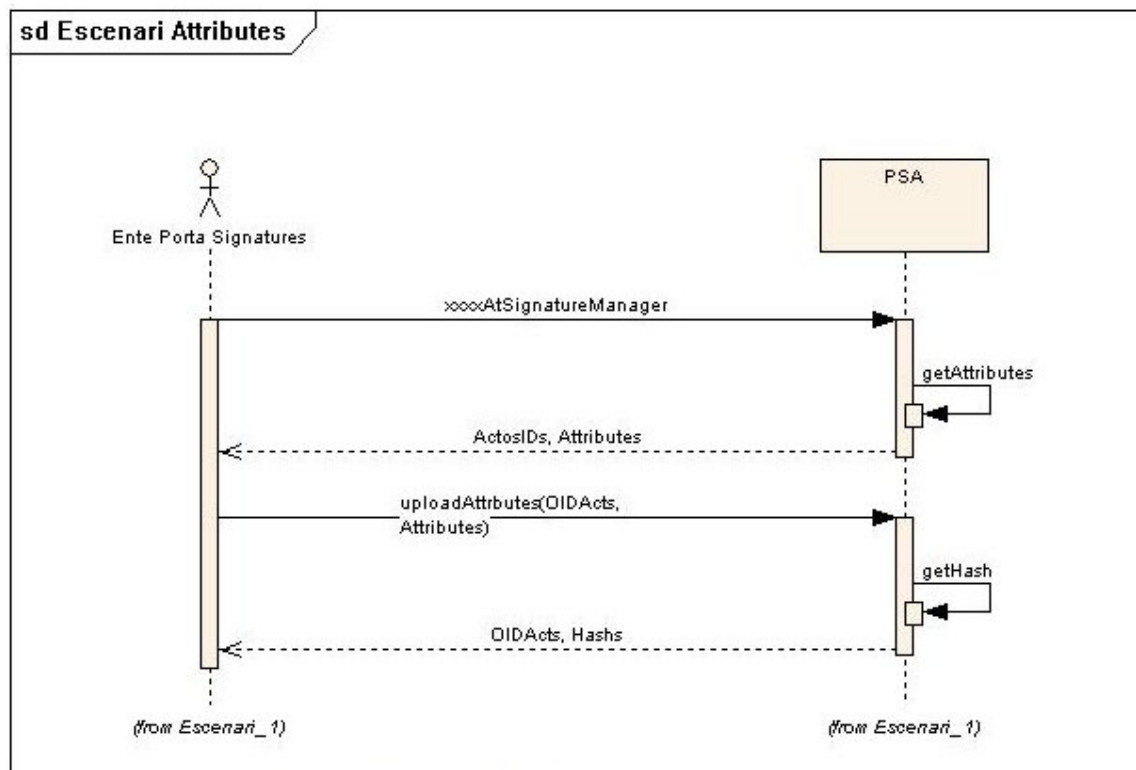 sd Escenari Attributes
PSA
Ente Porta Signatures
xxxxAtSignatureManager
getAttributes
ActosIDs, Attributes
uploadAttrbutes(OIDActs,
Attributes)
getHash
OIDActs, Hashs
(from Escenari_1)
(from Escenari_1)